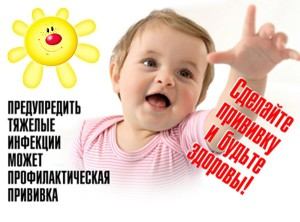 ПРЕДУПРЕДИТЬ
ТЯЖЕЛЫЕ
ИНФЕКЦИИ
МОЖЕТ
ПРОФИЛАКТИЧЕСКАЯ
ПРИВИВКА
Сделайте
прививку
и будьте
здоровы!